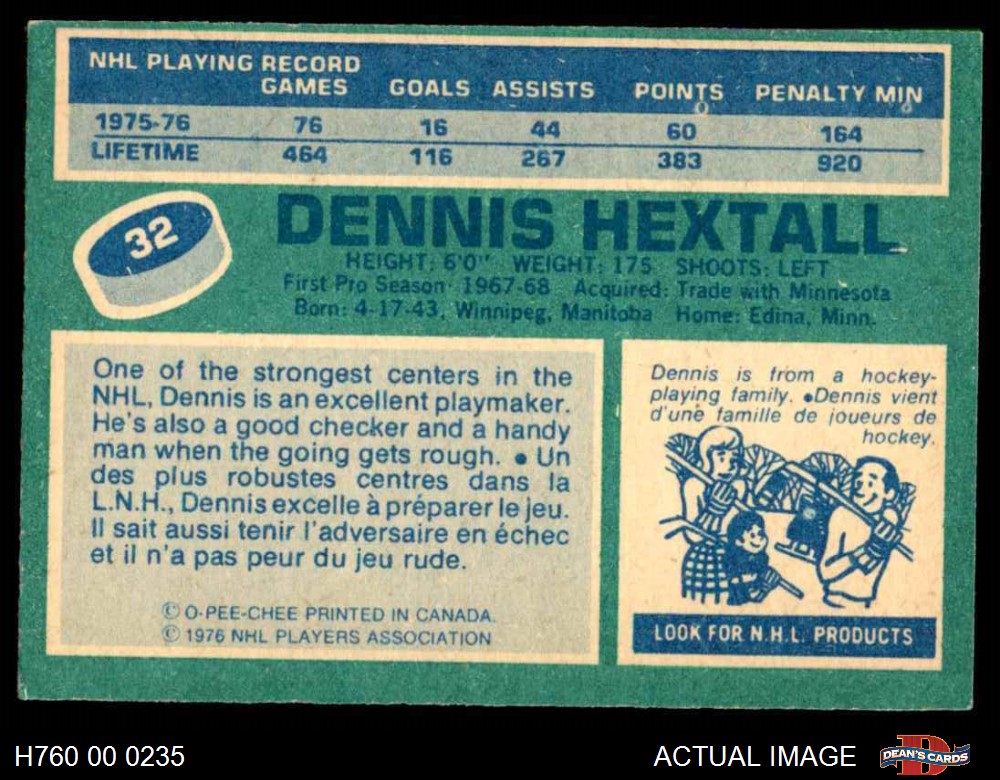 NHL PLAYING RECORD
GAMES GOALS ASSISTS POINTS PENALTY MIN
1975-76 76 16 44 60 164
LIFETIME 464 116 267 383 920
32
DENNIS HEXTALL
HEIGHT: 6'0" WEIGHT: 175 SHOOTS: LEFT
First Pro Season: 1967-68 Acquired: Trade with Minnesota
Born: 4-17-43, Winnipeg, Manitoba Home: Edina, Minn.
One of the strongest centers in the
NHL, Dennis is an excellent playmaker.
He's also a good checker and a handy
man when the going gets rough. ● Un
des plus robustes centres dans la
L.N.H., Dennis excelle à préparer le jeu.
Il sait aussi tenir l'adversaire en échec
et il n'a pas peur du jeu rude.
© O-PEE-CHEE PRINTED IN CANADA.
© 1976 NHL PLAYERS ASSOCIATION
Dennis is from a hockey-
playing family. ●Dennis vient
d'une famille de joueurs de
hockey.
LOOK FOR N.H.L. PRODUCTS
H760 00 0235
ACTUAL IMAGE
D
DEAN'S CARDS